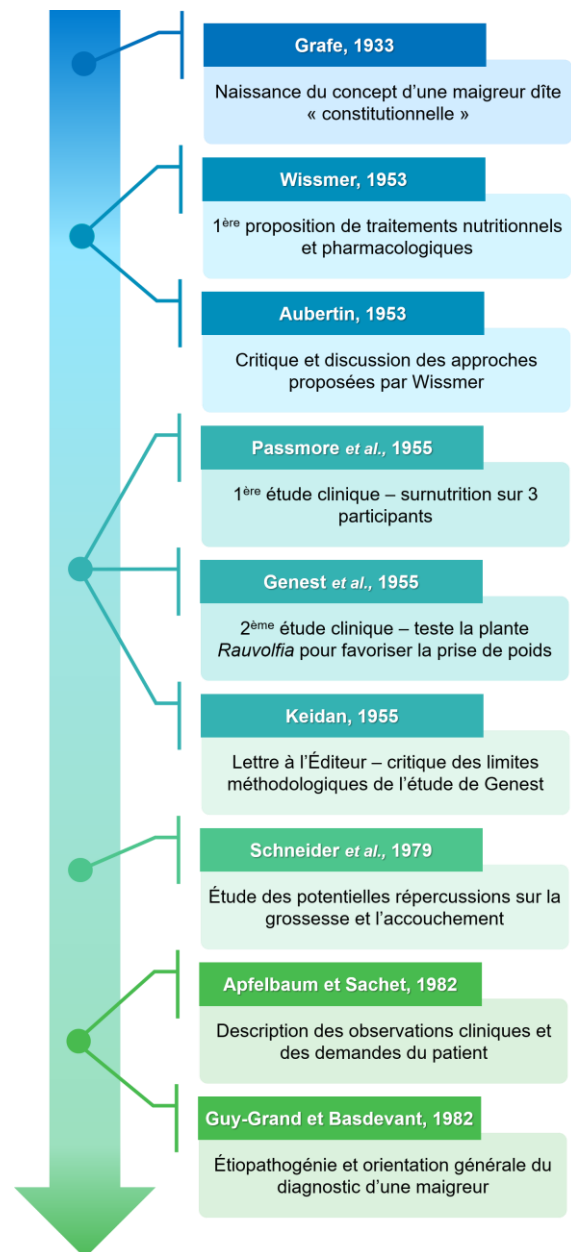 Grafe, 1933
Naissance du concept d’une maigreur dîte
« constitutionnelle »
Wissmer, 1953
1ère proposition de traitements nutritionnels
et pharmacologiques
Aubertin, 1953
Critique et discussion des approches
proposées par Wissmer
Passmore et al., 1955
1ère étude clinique – surnutrition sur 3
participants
Genest et al., 1955
2ème étude clinique – teste la plante
Rauvolfia pour favoriser la prise de poids
Keidan, 1955
Lettre à l’Éditeur – critique des limites
méthodologiques de l’étude de Genest
Schneider et al., 1979
Étude des potentielles répercussions sur la
grossesse et l’accouchement
Apfelbaum et Sachet, 1982
Description des observations cliniques et
des demandes du patient
Guy-Grand et Basdevant, 1982
Étiopathogénie et orientation générale du
diagnostic d’une maigreur